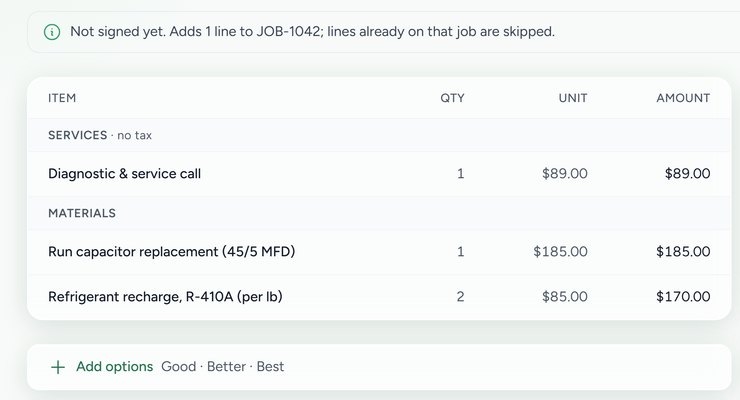 Not signed yet. Adds 1 line to JOB-1042; lines already on that job are skipped.
ITEM QTY UNIT AMOUNT
SERVICES · no tax
Diagnostic & service call 1 $89.00 $89.00
MATERIALS
Run capacitor replacement (45/5 MFD) 1 $185.00 $185.00
Refrigerant recharge, R-410A (per lb) 2 $85.00 $170.00
Add options Good · Better · Best